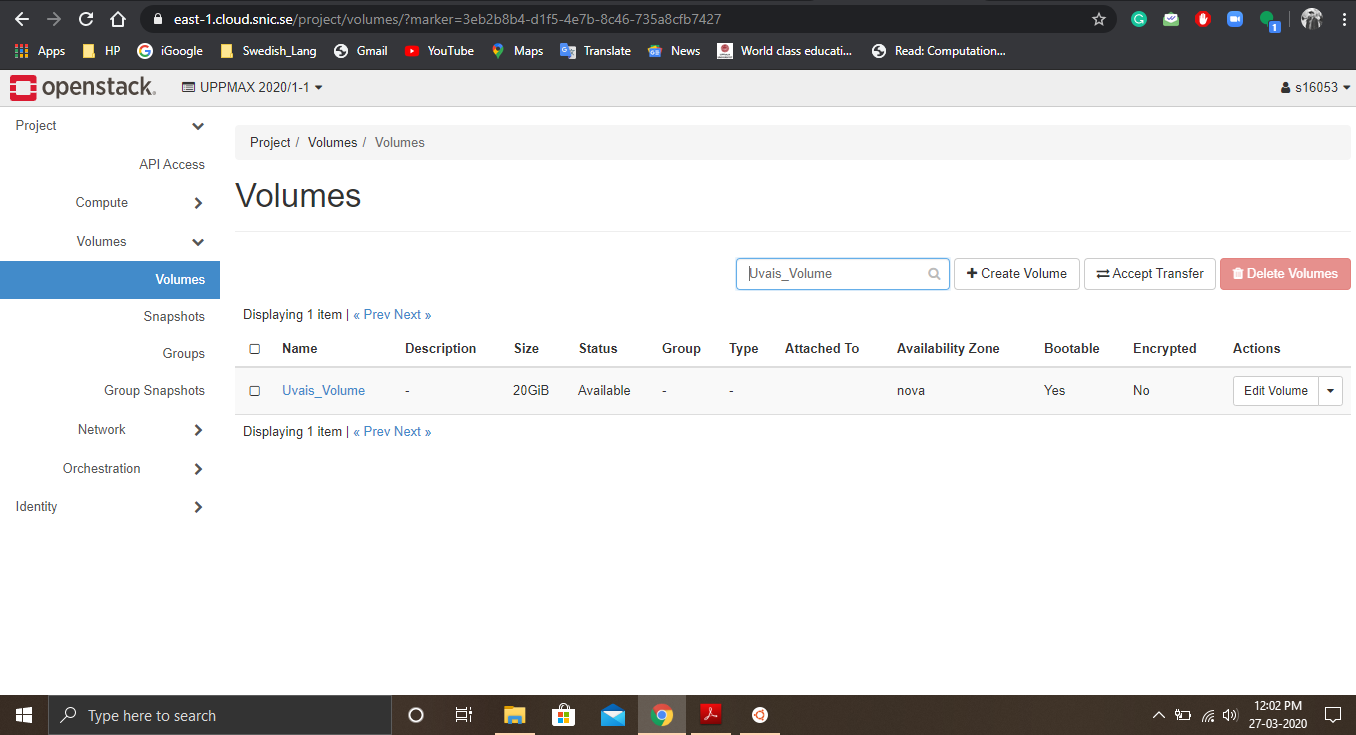 east-1.cloud.snic.se/project/volumes/?marker=3eb2b8b4-d1f5-4e7b-8c46-735a8cfb7427
1
Apps HP iGoogle Swedish_Lang Gmail YouTube Maps Translate News World class educati... Read: Computation...
openstack. UPPMAX 2020/1-1 s16053
Project
API Access
Compute
Volumes
Volumes
Snapshots
Groups
Group Snapshots
Network
Orchestration
Identity
Project / Volumes / Volumes
Volumes
Uvais_Volume Create Volume Accept Transfer Delete Volumes
Displaying 1 item | « Prev Next »
Name Description Size Status Group Type Attached To Availability Zone Bootable Encrypted Actions
Uvais_Volume - 20GiB Available - - nova Yes No Edit Volume
Displaying 1 item | « Prev Next »
Type here to search
12:02 PM
27-03-2020